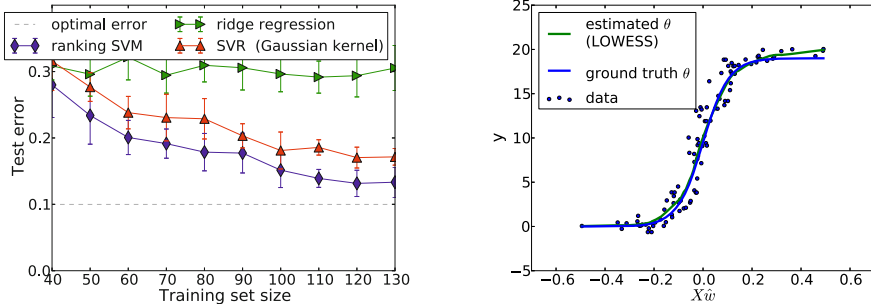 optimal error
ranking SVM
ridge regression
SVR (Gaussian kernel)
0.3
0.2
0.1
0.0
Test error
40 50 60 70 80 90 100 110 120 130
Training set size
estimated θ
(LOWESS)
ground truth θ
data
25
20
15
10
5
0
−5
y
−0.6 −0.4 −0.2 0.0 0.2 0.4 0.6
Xŵ